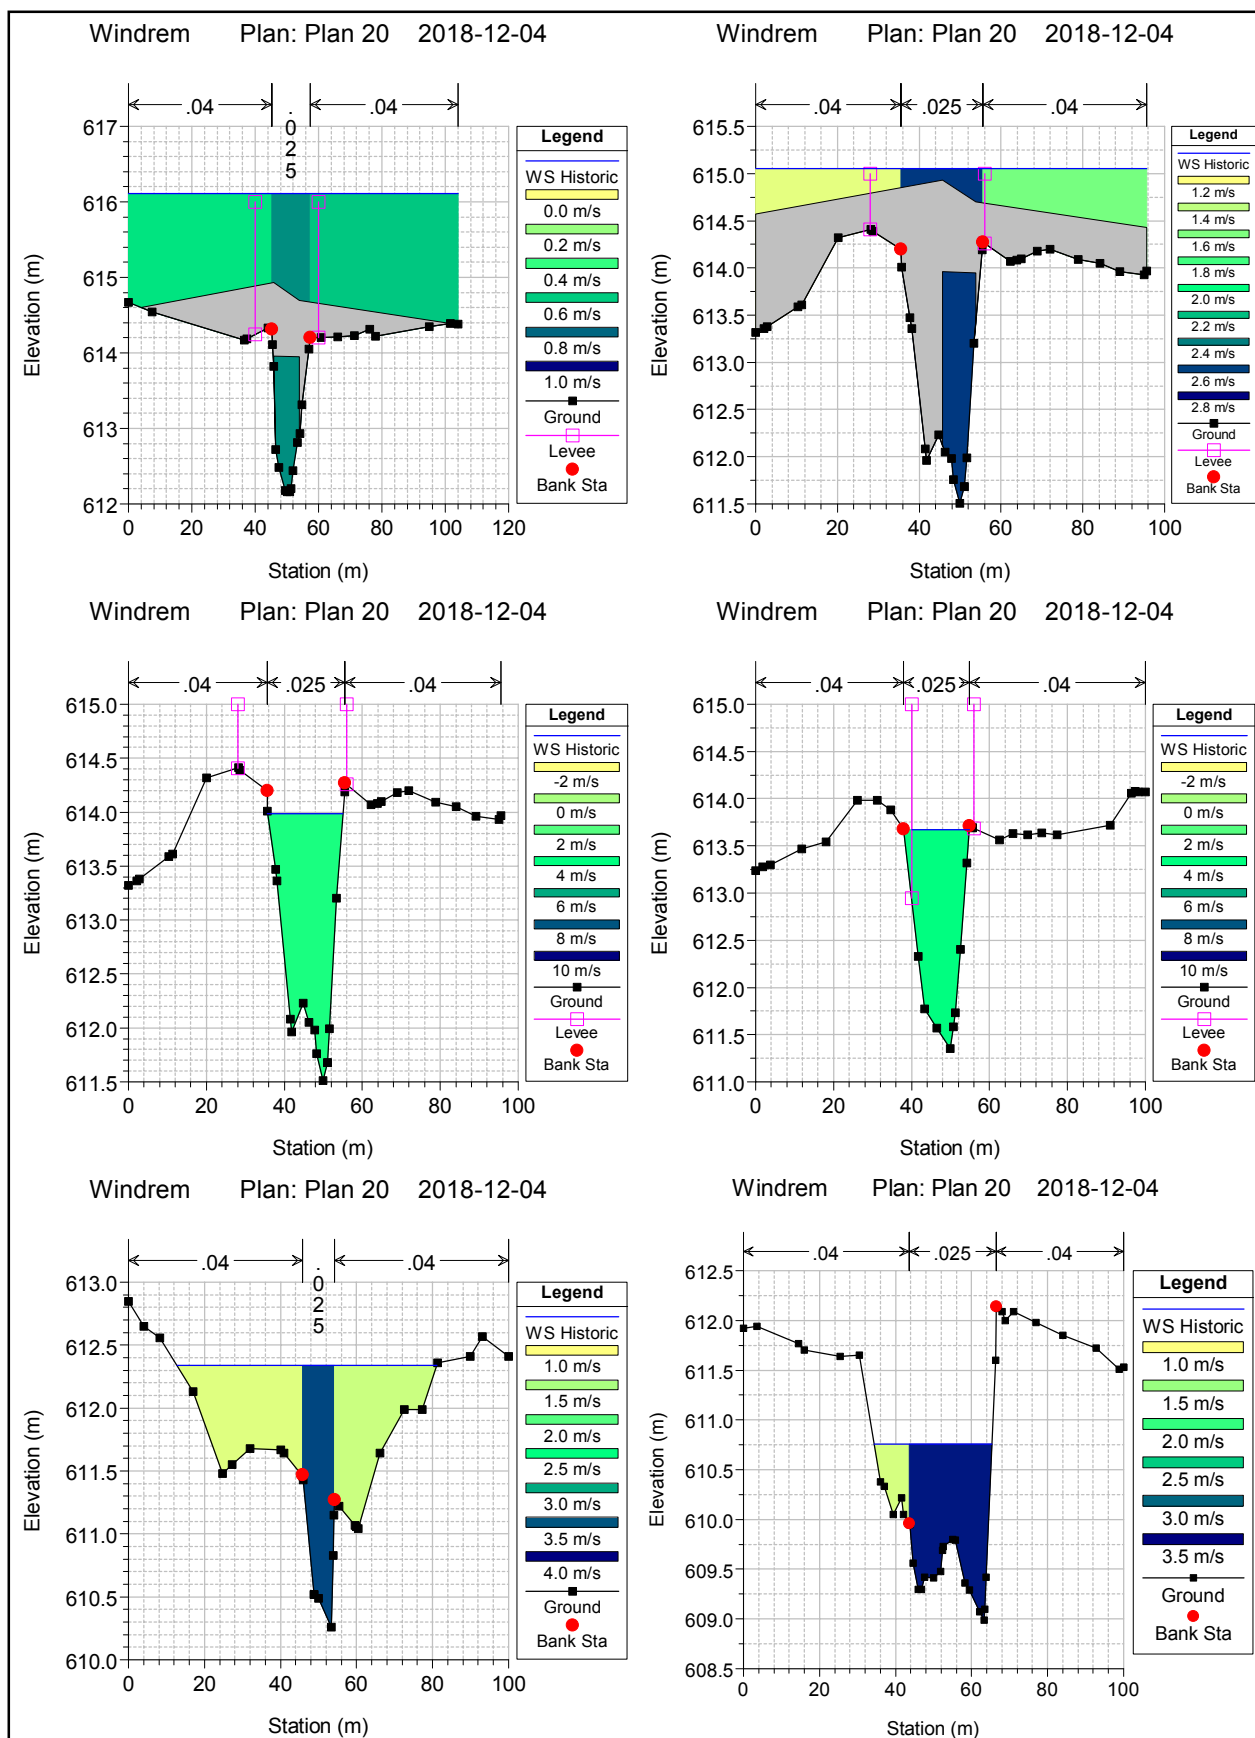 Windrem Plan: Plan 20 2018-12-04
.04 .025 .04
617
616
615
614
613
612
0 20 40 60 80 100 120
Elevation (m)
Station (m)
Legend
WS Historic
0.0 m/s
0.2 m/s
0.4 m/s
0.6 m/s
0.8 m/s
1.0 m/s
Ground
Levee
Bank Sta
Windrem Plan: Plan 20 2018-12-04
.04 .025 .04
615.5
615.0
614.5
614.0
613.5
613.0
612.5
612.0
611.5
0 20 40 60 80 100
Elevation (m)
Station (m)
Legend
WS Historic
1.2 m/s
1.4 m/s
1.6 m/s
1.8 m/s
2.0 m/s
2.2 m/s
2.4 m/s
2.6 m/s
2.8 m/s
Ground
Levee
Bank Sta
Windrem Plan: Plan 20 2018-12-04
.04 .025 .04
615.0
614.5
614.0
613.5
613.0
612.5
612.0
611.5
0 20 40 60 80 100
Elevation (m)
Station (m)
Legend
WS Historic
-2 m/s
0 m/s
2 m/s
4 m/s
6 m/s
8 m/s
10 m/s
Ground
Levee
Bank Sta
Windrem Plan: Plan 20 2018-12-04
.04 .025 .04
615.0
614.5
614.0
613.5
613.0
612.5
612.0
611.5
611.0
0 20 40 60 80 100
Elevation (m)
Station (m)
Legend
WS Historic
-2 m/s
0 m/s
2 m/s
4 m/s
6 m/s
8 m/s
10 m/s
Ground
Levee
Bank Sta
Windrem Plan: Plan 20 2018-12-04
.04 .025 .04
613.0
612.5
612.0
611.5
611.0
610.5
610.0
0 20 40 60 80 100
Elevation (m)
Station (m)
Legend
WS Historic
1.0 m/s
1.5 m/s
2.0 m/s
2.5 m/s
3.0 m/s
3.5 m/s
4.0 m/s
Ground
Bank Sta
Windrem Plan: Plan 20 2018-12-04
.04 .025 .04
612.5
612.0
611.5
611.0
610.5
610.0
609.5
609.0
608.5
0 20 40 60 80 100
Elevation (m)
Station (m)
Legend
WS Historic
1.0 m/s
1.5 m/s
2.0 m/s
2.5 m/s
3.0 m/s
3.5 m/s
Ground
Bank Sta